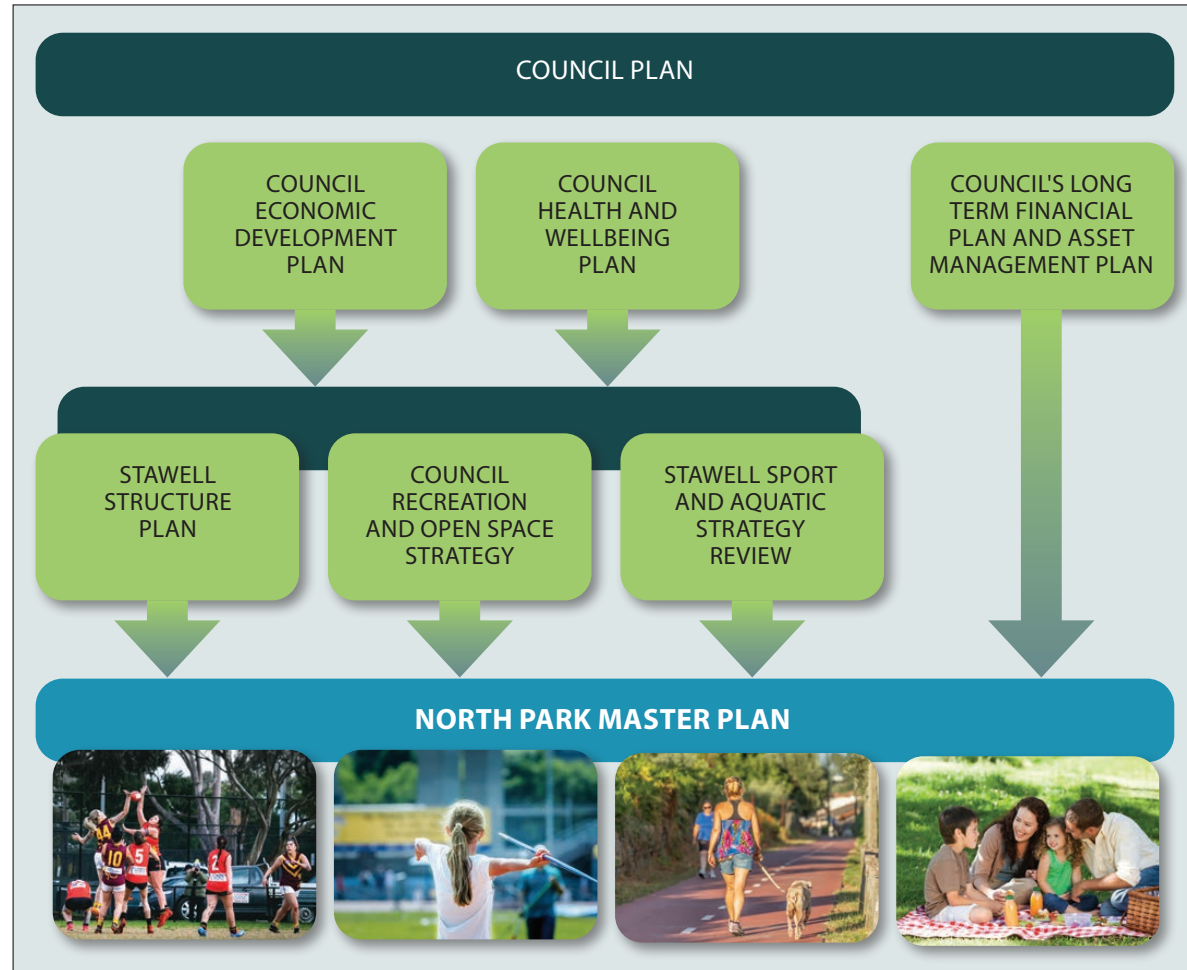 COUNCIL PLAN
COUNCIL
ECONOMIC
DEVELOPMENT
PLAN
COUNCIL
HEALTH AND
WELLBEING
PLAN
COUNCIL'S LONG
TERM FINANCIAL
PLAN AND ASSET
MANAGEMENT PLAN
STAWELL
STRUCTURE
PLAN
COUNCIL
RECREATION
AND OPEN SPACE
STRATEGY
STAWELL SPORT
AND AQUATIC
STRATEGY
REVIEW
NORTH PARK MASTER PLAN
44
10
5
2